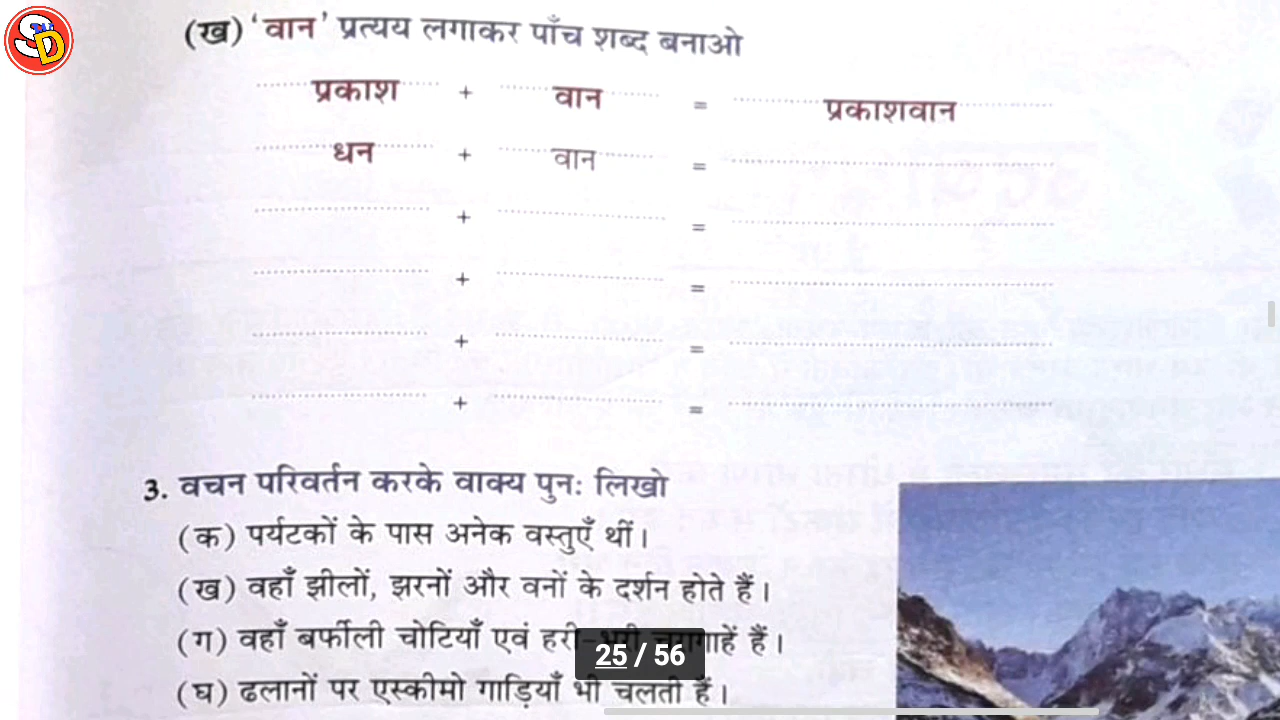 SD
(ख) 'वान' प्रत्यय लगाकर पाँच शब्द बनाओ
प्रकाश + वान = प्रकाशवान
धन + वान =
+ =
+ =
+ =
+ =
3. वचन परिवर्तन करके वाक्य पुनः लिखो
(क) पर्यटकों के पास अनेक वस्तुएँ थीं।
(ख) वहाँ झीलों, झरनों और वनों के दर्शन होते हैं।
(ग) वहाँ बर्फीली चोटियाँ एवं हरी-भरी चरागाहें हैं।
25 / 56
(घ) ढलानों पर एस्कीमो गाड़ियाँ भी चलती हैं।